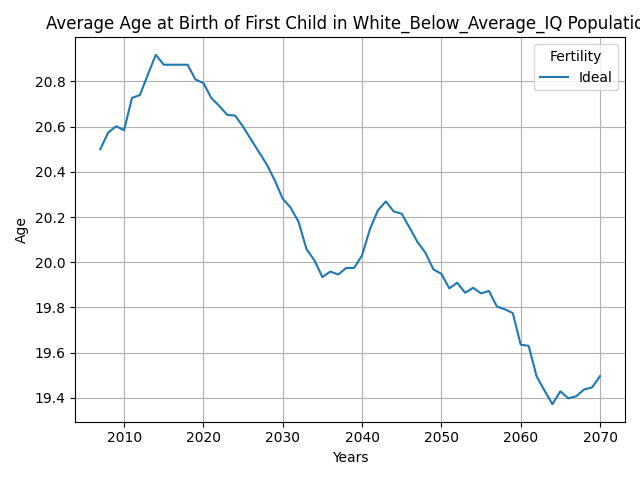 Average Age at Birth of First Child in White_Below_Average_IQ Populatio
Fertility
Ideal
Age
20.8
20.6
20.4
20.2
20.0
19.8
19.6
19.4
2010 2020 2030 2040 2050 2060 2070
Years